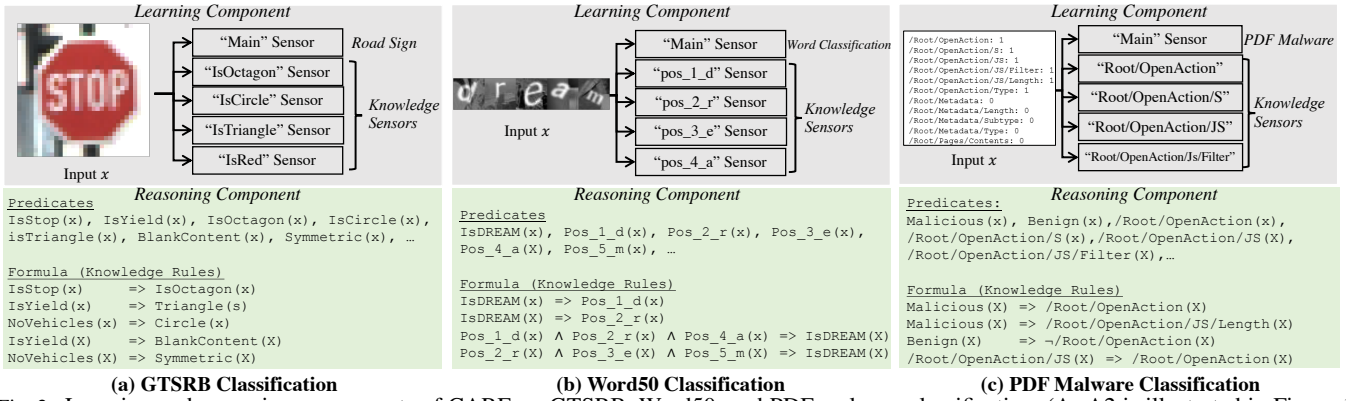 Learning Component
STOP
Input x
"Main" Sensor
"IsOctagon" Sensor
"IsCircle" Sensor
"IsTriangle" Sensor
"IsRed" Sensor
Road Sign
Knowledge
Sensors
Reasoning Component
Predicates
IsStop(x), IsYield(x), IsOctagon(x), IsCircle(x),
isTriangle(x), BlankContent(x), Symmetric(x), …
Formula (Knowledge Rules)
IsStop(x) => IsOctagon(x)
IsYield(x) => Triangle(s)
NoVehicles(x) => Circle(x)
IsYield(X) => BlankContent(X)
NoVehicles(X) => Symmetric(X)
(a) GTSRB Classification
Learning Component
d r e a m
Input x
"Main" Sensor
"pos_1_d" Sensor
"pos_2_r" Sensor
"pos_3_e" Sensor
"pos_4_a" Sensor
Word Classification
Knowledge
Sensors
Reasoning Component
Predicates
IsDREAM(x), Pos_1_d(x), Pos_2_r(x), Pos_3_e(x),
Pos_4_a(X), Pos_5_m(x), …
Formula (Knowledge Rules)
IsDREAM(x) => Pos_1_d(x)
IsDREAM(X) => Pos_2_r(x)
Pos_1_d(x) ∧ Pos_2_r(x) ∧ Pos_4_a(x) => IsDREAM(X)
Pos_2_r(X) ∧ Pos_3_e(X) ∧ Pos_5_m(X) => IsDREAM(X)
(b) Word50 Classification
Learning Component
/Root/OpenAction: 1
/Root/OpenAction/S: 1
/Root/OpenAction/JS: 1
/Root/OpenAction/JS/Filter: 1
/Root/OpenAction/JS/Length: 1
/Root/OpenAction/Type: 1
/Root/Metadata: 0
/Root/Metadata/Length: 0
/Root/Metadata/Subtype: 0
/Root/Metadata/Type: 0
/Root/Pages/Contents: 0
Input x
"Main" Sensor
"Root/OpenAction"
"Root/OpenAction/S"
"Root/OpenAction/JS"
"Root/OpenAction/Js/Filter"
PDF Malware
Knowledge
Sensors
Reasoning Component
Predicates:
Malicious(x), Benign(x),/Root/OpenAction(x),
/Root/OpenAction/S(x),/Root/OpenAction/JS(X),
/Root/OpenAction/JS/Filter(X),…
Formula (Knowledge Rules)
Malicious(X) => /Root/OpenAction(X)
Malicious(X) => /Root/OpenAction/JS/Length(X)
Benign(X) => ¬/Root/OpenAction(X)
/Root/OpenAction/JS(X) => /Root/OpenAction(X)
(c) PDF Malware Classification